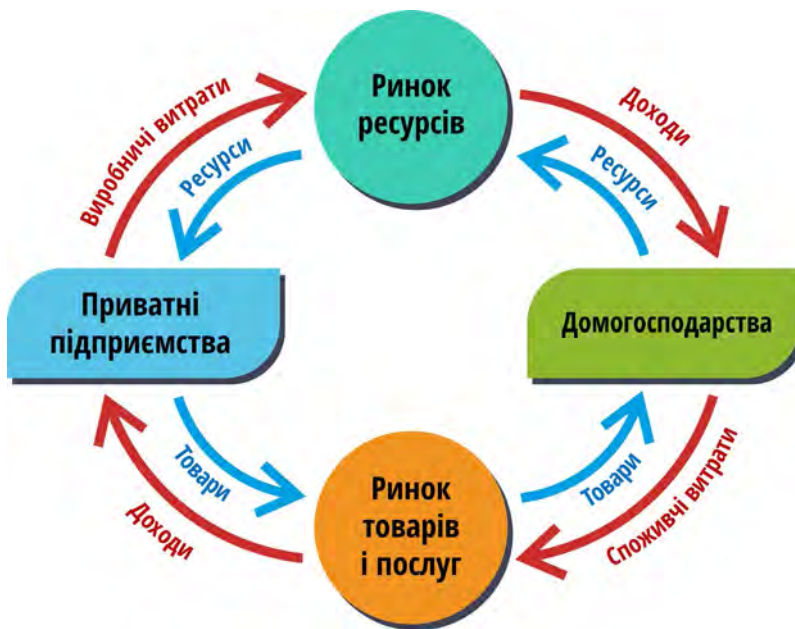 Ринок
ресурсів
Виробничі витрати
Ресурси
Доходи
Ресурси
Приватні
підприємства
Домогосподарства
Товари
Доходи
Ринок
товарів
і послуг
Товари
Споживчі витрати